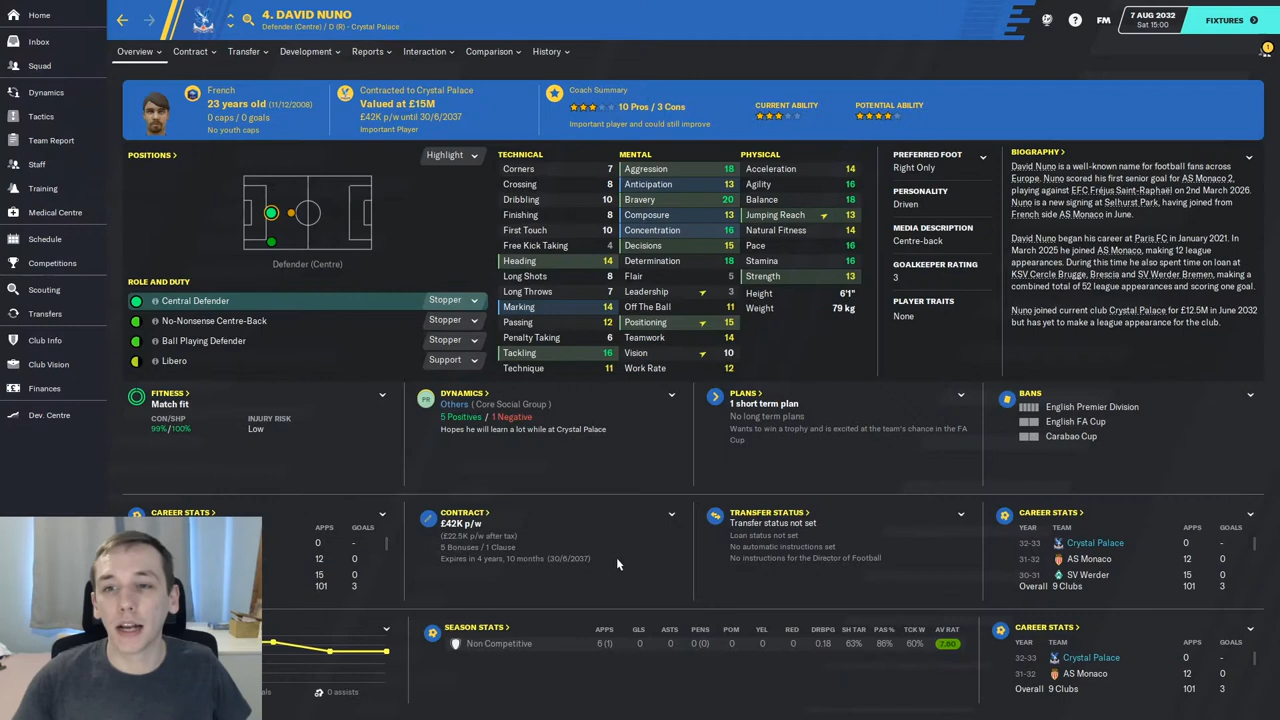 Home
4. DAVID NUNO
Defender (Centre) / D (R) - Crystal Palace
FM
7 AUG 2032
Sat 15:00
FIXTURES
Inbox
Squad
Dynamics
Tactics
Team Report
Staff
Training
Medical Centre
Schedule
Competitions
Scouting
Transfers
Club Info
Club Vision
Finances
Dev. Centre
Overview
Contract
Transfer
Development
Reports
Interaction
Comparison
History
1
French
23 years old (11/12/2008)
0 caps / 0 goals
No youth caps
Contracted to Crystal Palace
Valued at £15M
£42K p/w until 30/6/2037
Important Player
Coach Summary
10 Pros / 3 Cons
Important player and could still improve
CURRENT ABILITY
POTENTIAL ABILITY
POSITIONS
Highlight
Defender (Centre)
ROLE AND DUTY
Central Defender Stopper
No-Nonsense Centre-Back Stopper
Ball Playing Defender Stopper
Libero Support
TECHNICAL
Corners 7
Crossing 8
Dribbling 10
Finishing 8
First Touch 10
Free Kick Taking 4
Heading 14
Long Shots 8
Long Throws 7
Marking 14
Passing 12
Penalty Taking 6
Tackling 16
Technique 11
MENTAL
Aggression 18
Anticipation 13
Bravery 20
Composure 13
Concentration 16
Decisions 15
Determination 18
Flair 5
Leadership 3
Off The Ball 11
Positioning 15
Teamwork 14
Vision 10
Work Rate 12
PHYSICAL
Acceleration 14
Agility 16
Balance 18
Jumping Reach 13
Natural Fitness 14
Pace 16
Stamina 16
Strength 13
Height 6'1"
Weight 79 kg
PREFERRED FOOT
Right Only
PERSONALITY
Driven
MEDIA DESCRIPTION
Centre-back
GOALKEEPER RATING
3
PLAYER TRAITS
None
BIOGRAPHY
David Nuno is a well-known name for football fans across
Europe. Nuno scored his first senior goal for AS Monaco 2,
playing against EFC Fréjus Saint-Raphaël on 2nd March 2026.
Nuno is a new signing at Selhurst Park, having joined from
French side AS Monaco in June.
David Nuno began his career at Paris FC in January 2021. In
March 2025 he joined AS Monaco, making 12 league
appearances. During this time he also spent time on loan at
KSV Cercle Brugge, Brescia and SV Werder Bremen, making a
combined total of 52 league appearances and scoring one goal.
Nuno joined current club Crystal Palace for £12.5M in June 2032
but has yet to make a league appearance for the club.
FITNESS
Match fit
CON/SHP
99%/100%
INJURY RISK
Low
PR
DYNAMICS
Others ( Core Social Group )
5 Positives / 1 Negative
Hopes he will learn a lot while at Crystal Palace
PLANS
1 short term plan
No long term plans
Wants to win a trophy and is excited at the team's chance in the FA
Cup
BANS
English Premier Division
English FA Cup
Carabao Cup
CAREER STATS
APPS GOALS
0 -
12 0
15 0
101 3
CONTRACT
£42K p/w
(£22.5K p/w after tax)
5 Bonuses / 1 Clause
Expires in 4 years, 10 months (30/6/2037)
TRANSFER STATUS
Transfer status not set
Loan status not set
No automatic instructions set
No instructions for the Director of Football
CAREER STATS
YEAR TEAM APPS GOALS
32-33 Crystal Palace 0 -
31-32 AS Monaco 12 0
30-31 SV Werder 15 0
Overall 9 Clubs 101 3
0 assists
SEASON STATS
APPS GLS ASTS PENS POM YEL RED DRBPG SH TAR PAS % TCK W AV RAT
Non Competitive 6 (1) 0 0 0 (0) 0 0 0 0.18 63% 86% 60% 7.60
CAREER STATS
YEAR TEAM APPS GOALS
32-33 Crystal Palace 0 -
31-32 AS Monaco 12 0
Overall 9 Clubs 101 3